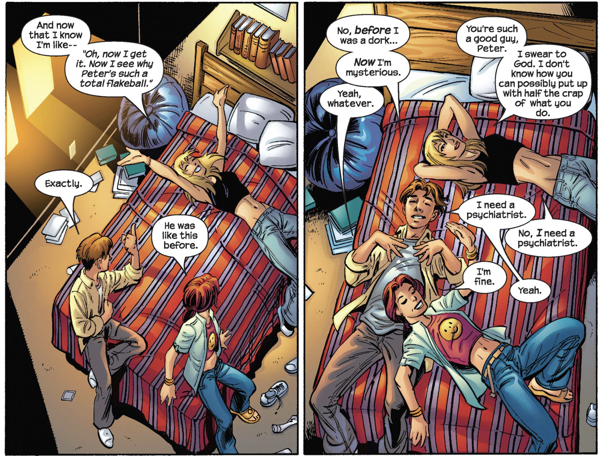 And now
that I know
I'm like--
"Oh, now I get
it. Now I see why
Peter's such a
total flakeball."
Exactly.
He was
like this
before.
No, before I
was a dork...
Now I'm
mysterious.
Yeah,
whatever.
You're such
a good guy,
Peter.
I swear to
God. I don't
know how you
can possibly put up
with half the crap
of what you
do.
I need a
psychiatrist.
No, I need a
psychiatrist.
I'm
fine.
Yeah.